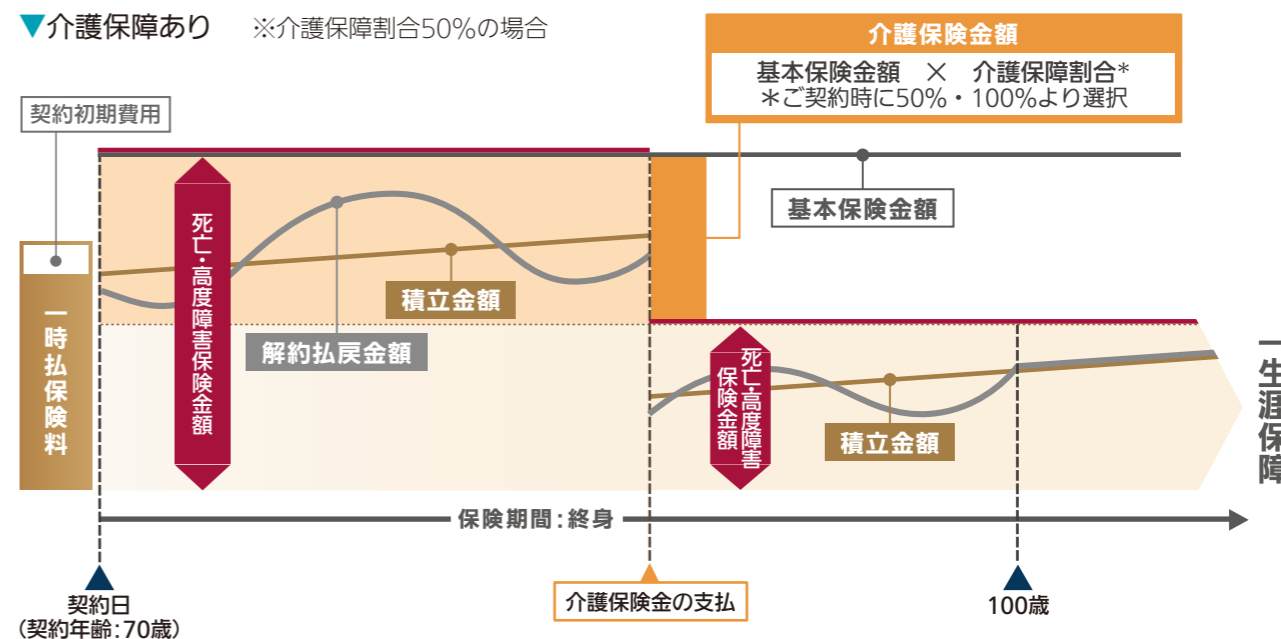 ▼介護保障あり ※介護保障割合50%の場合
介護保険金額
基本保険金額 × 介護保障割合*
*ご契約時に50%・100%より選択
契約初期費用
基本保険金額
死亡・高度障害保険金額
積立金額
解約払戻金額
一時払保険料
死亡・高度障害
保険金額
積立金額
一生涯保障
保険期間:終身
契約日
(契約年齢:70歳)
介護保険金の支払
100歳